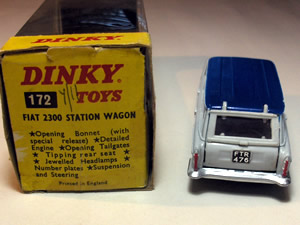 DINKY
172 TOYS
FIAT 2300 STATION WAGON
★Opening Bonnet (with
special release) ★Detailed
Engine ★Opening Tailgates
★ Tipping rear seat ★
★ Jewelled Headlamps ★
Number plates ★Suspension
and Steering
Printed in England
FTR
476